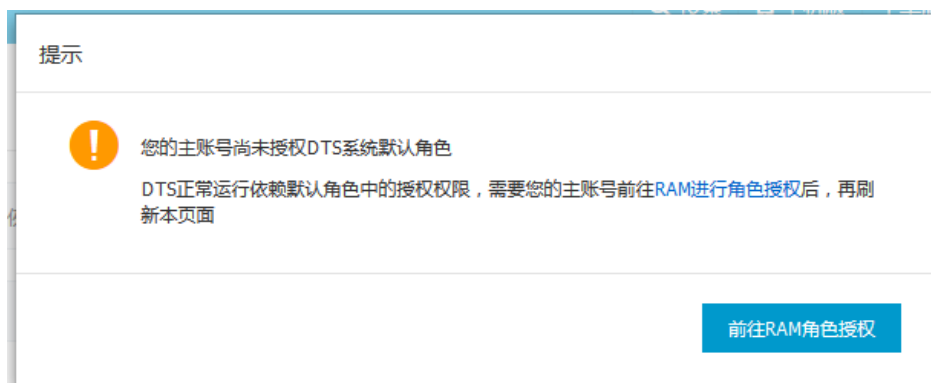 提示
您的主账号尚未授权DTS系统默认角色
DTS正常运行依赖默认角色中的授权权限，需要您的主账号前往RAM进行角色授权后，再刷
新本页面
前往RAM角色授权